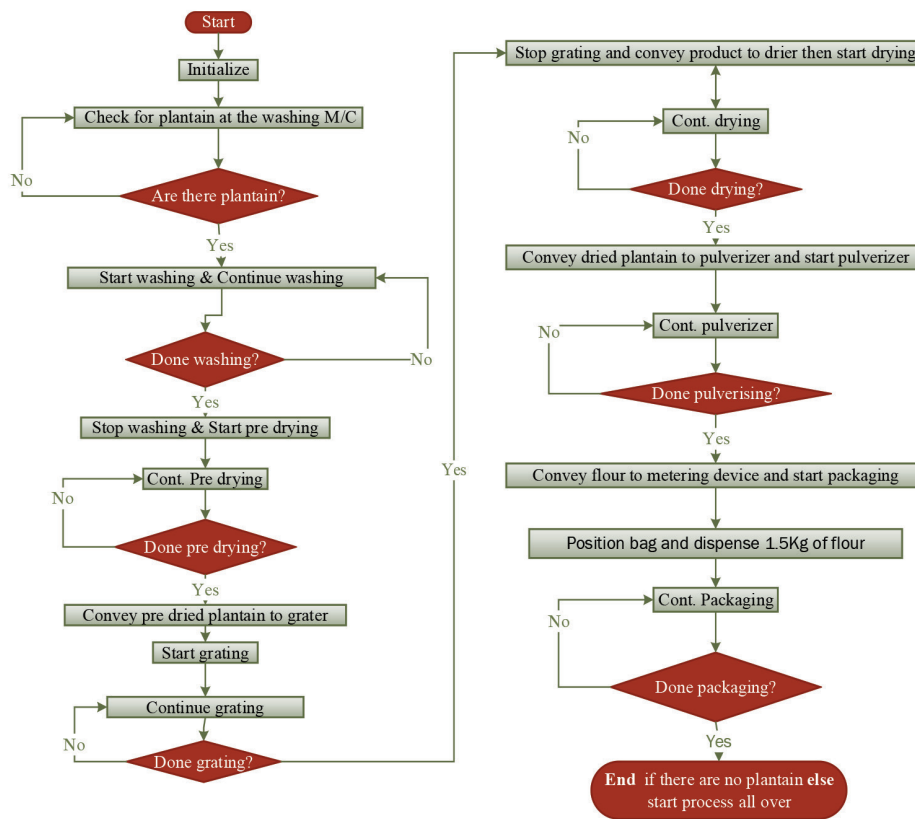 Start
Initialize
Check for plantain at the washing M/C
No
Are there plantain?
Yes
Start washing & Continue washing
Done washing?
No
Yes
Stop washing & Start pre drying
Cont. Pre drying
No
Done pre drying?
Yes
Convey pre dried plantain to grater
Start grating
Continue grating
No
Done grating?
Yes
Stop grating and convey product to drier then start drying
Cont. drying
No
Done drying?
Yes
Convey dried plantain to pulverizer and start pulverizer
Cont. pulverizer
No
Done pulverising?
Yes
Convey flour to metering device and start packaging
Position bag and dispense 1.5Kg of flour
Cont. Packaging
No
Done packaging?
Yes
End if there are no plantain else
start process all over